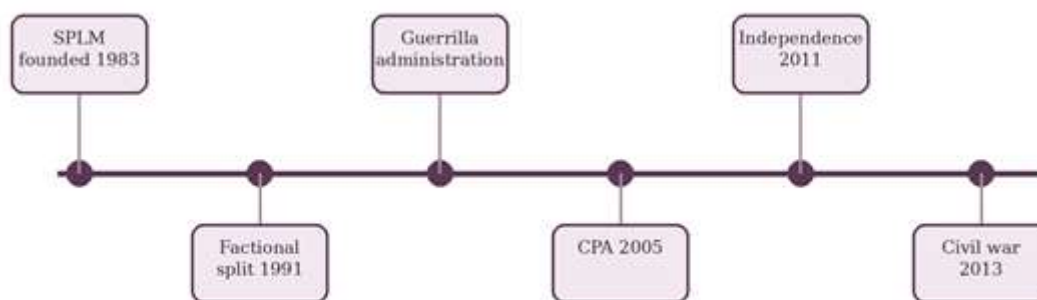 SPLM
founded 1983
Factional
split 1991
Guerrilla
administration
CPA 2005
Independence
2011
Civil war
2013